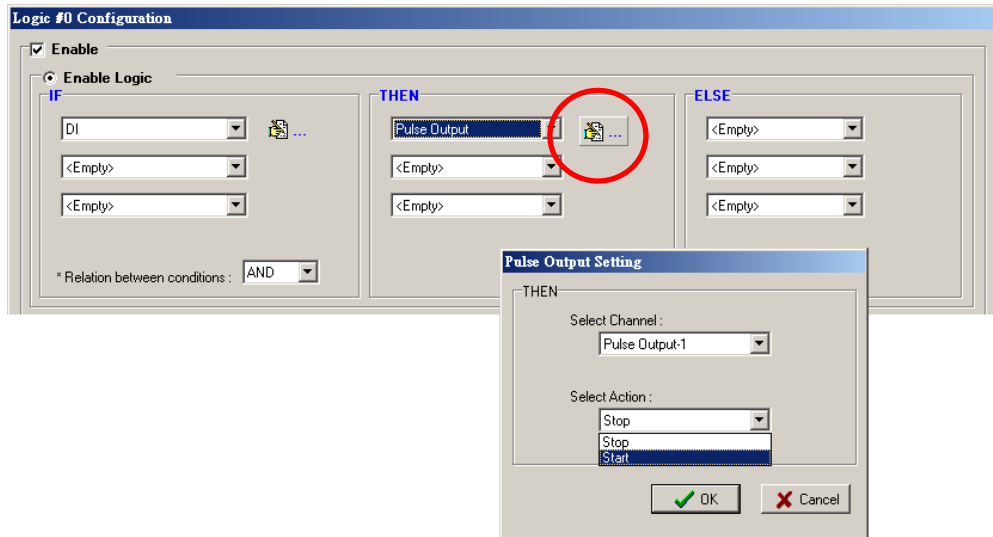 Logic #0 Configuration
Enable
Enable Logic
IF
DI
...
<Empty>
<Empty>
* Relation between conditions : AND
THEN
Pulse Output
...
<Empty>
<Empty>
ELSE
<Empty>
<Empty>
<Empty>
Pulse Output Setting
THEN
Select Channel :
Pulse Output-1
Select Action :
Stop
Stop
Start
OK
Cancel